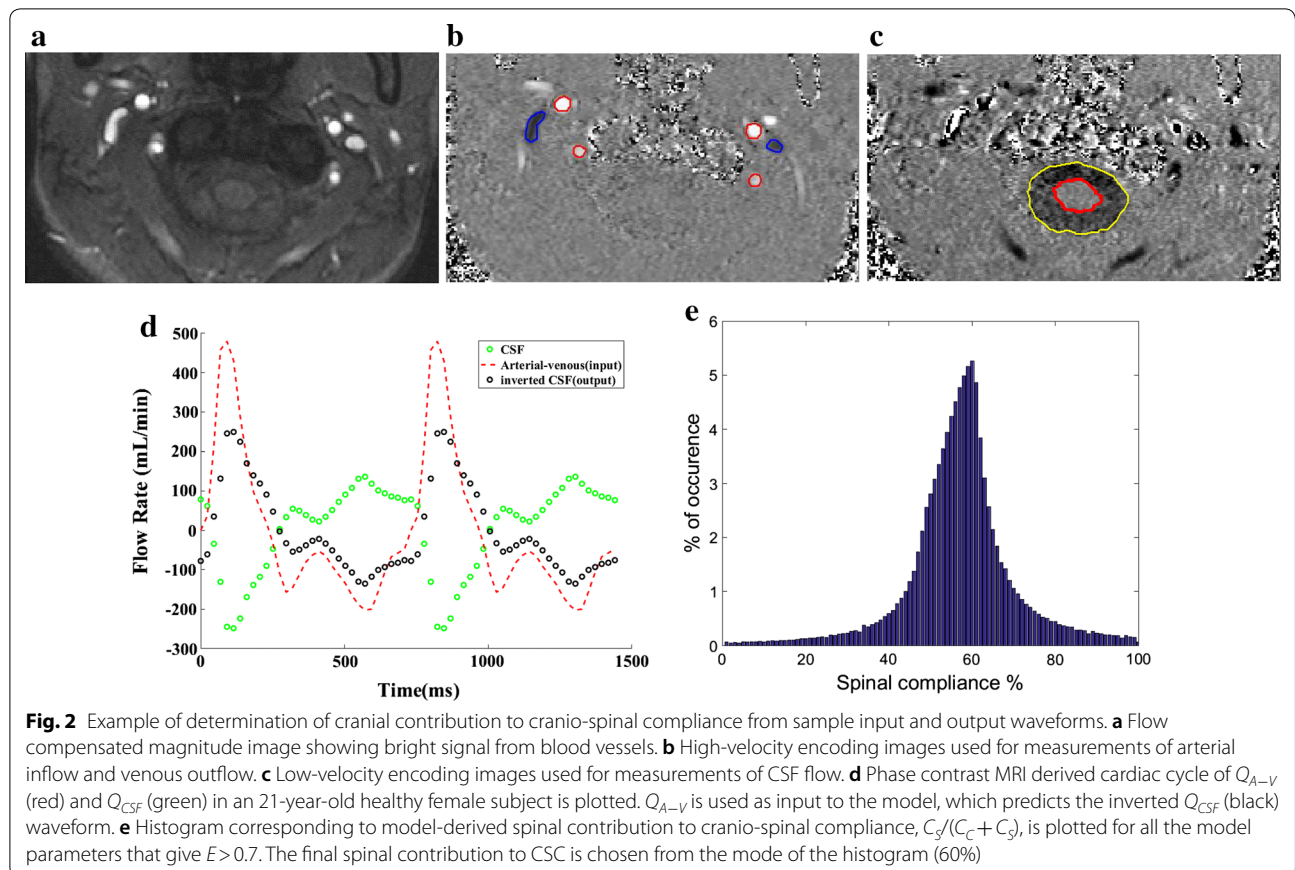 a
b
c
d
500
400
300
200
100
0
-100
-200
-300
Flow Rate (mL/min)
CSF
Arterial-venous(input)
inverted CSF(output)
0
500
1000
1500
Time(ms)
e
6
5
4
3
2
1
0
% of occurence
0
20
40
60
80
100
Spinal compliance %
Fig. 2 Example of determination of cranial contribution to cranio-spinal compliance from sample input and output waveforms. a Flow
compensated magnitude image showing bright signal from blood vessels. b High-velocity encoding images used for measurements of arterial
inflow and venous outflow. c Low-velocity encoding images used for measurements of CSF flow. d Phase contrast MRI derived cardiac cycle of Q_{A–V}
(red) and Q_{CSF} (green) in an 21-year-old healthy female subject is plotted. Q_{A–V} is used as input to the model, which predicts the inverted Q_{CSF} (black)
waveform. e Histogram corresponding to model-derived spinal contribution to cranio-spinal compliance, C_S/(C_C + C_S), is plotted for all the model
parameters that give E > 0.7. The final spinal contribution to CSC is chosen from the mode of the histogram (60%)